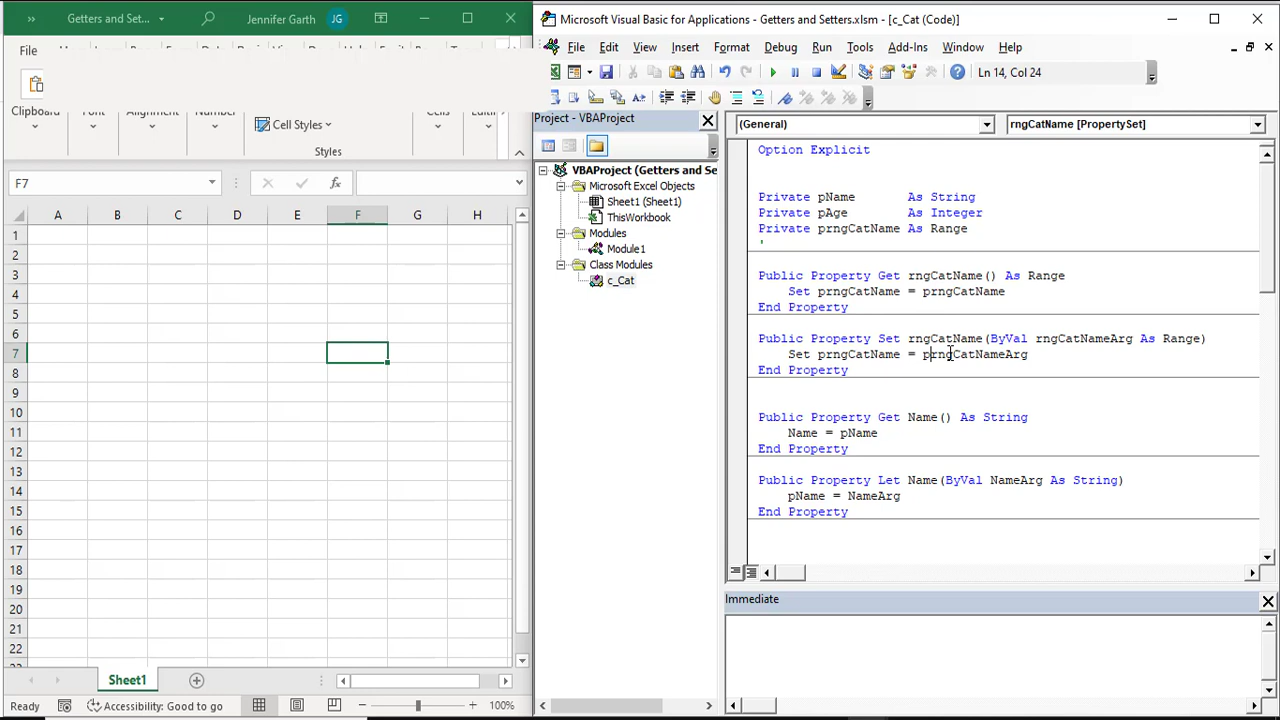 Getters and Set... Jennifer Garth JG
File
Clipboard Font Alignment Number Cells Editi...
Cell Styles
Styles
F7
A B C D E F G H
1
2
3
4
5
6
7
8
9
10
11
12
13
14
15
16
17
18
19
20
21
22
23
Sheet1
Ready Accessibility: Good to go 100%
Microsoft Visual Basic for Applications - Getters and Setters.xlsm - [c_Cat (Code)]
File Edit View Insert Format Debug Run Tools Add-Ins Window Help
Ln 14, Col 24
Project - VBAProject
VBAProject (Getters and Se
Microsoft Excel Objects
Sheet1 (Sheet1)
ThisWorkbook
Modules
Module1
Class Modules
c_Cat
(General) rngCatName [PropertySet]
Option Explicit
Private pName As String
Private pAge As Integer
Private prngCatName As Range
'
Public Property Get rngCatName() As Range
Set prngCatName = prngCatName
End Property
Public Property Set rngCatName(ByVal rngCatNameArg As Range)
Set prngCatName = prngCatNameArg
End Property
Public Property Get Name() As String
Name = pName
End Property
Public Property Let Name(ByVal NameArg As String)
pName = NameArg
End Property
Immediate